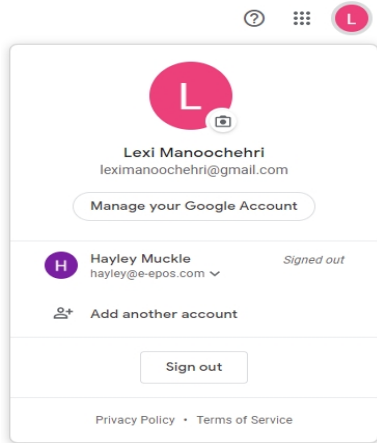 L
L
Lexi Manoochehri
leximanoochehri@gmail.com
Manage your Google Account
H
Hayley Muckle
Signed out
hayley@e-epos.com
Add another account
Sign out
Privacy Policy • Terms of Service